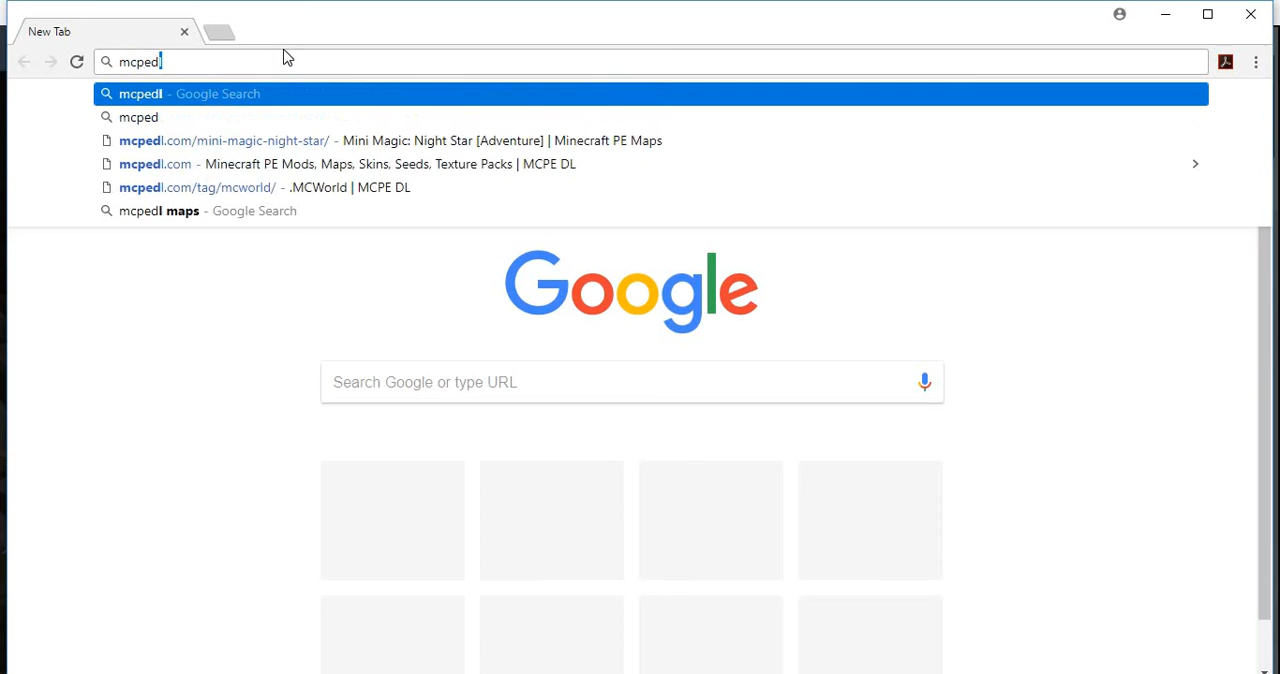 New Tab
mcpedl
mcpedl - Google Search
mcped
mcpedl.com/mini-magic-night-star/ - Mini Magic: Night Star [Adventure] | Minecraft PE Maps
mcpedl.com - Minecraft PE Mods, Maps, Skins, Seeds, Texture Packs | MCPE DL
mcpedl.com/tag/mcworld/ - .MCWorld | MCPE DL
mcpedl maps - Google Search
Google
Search Google or type URL